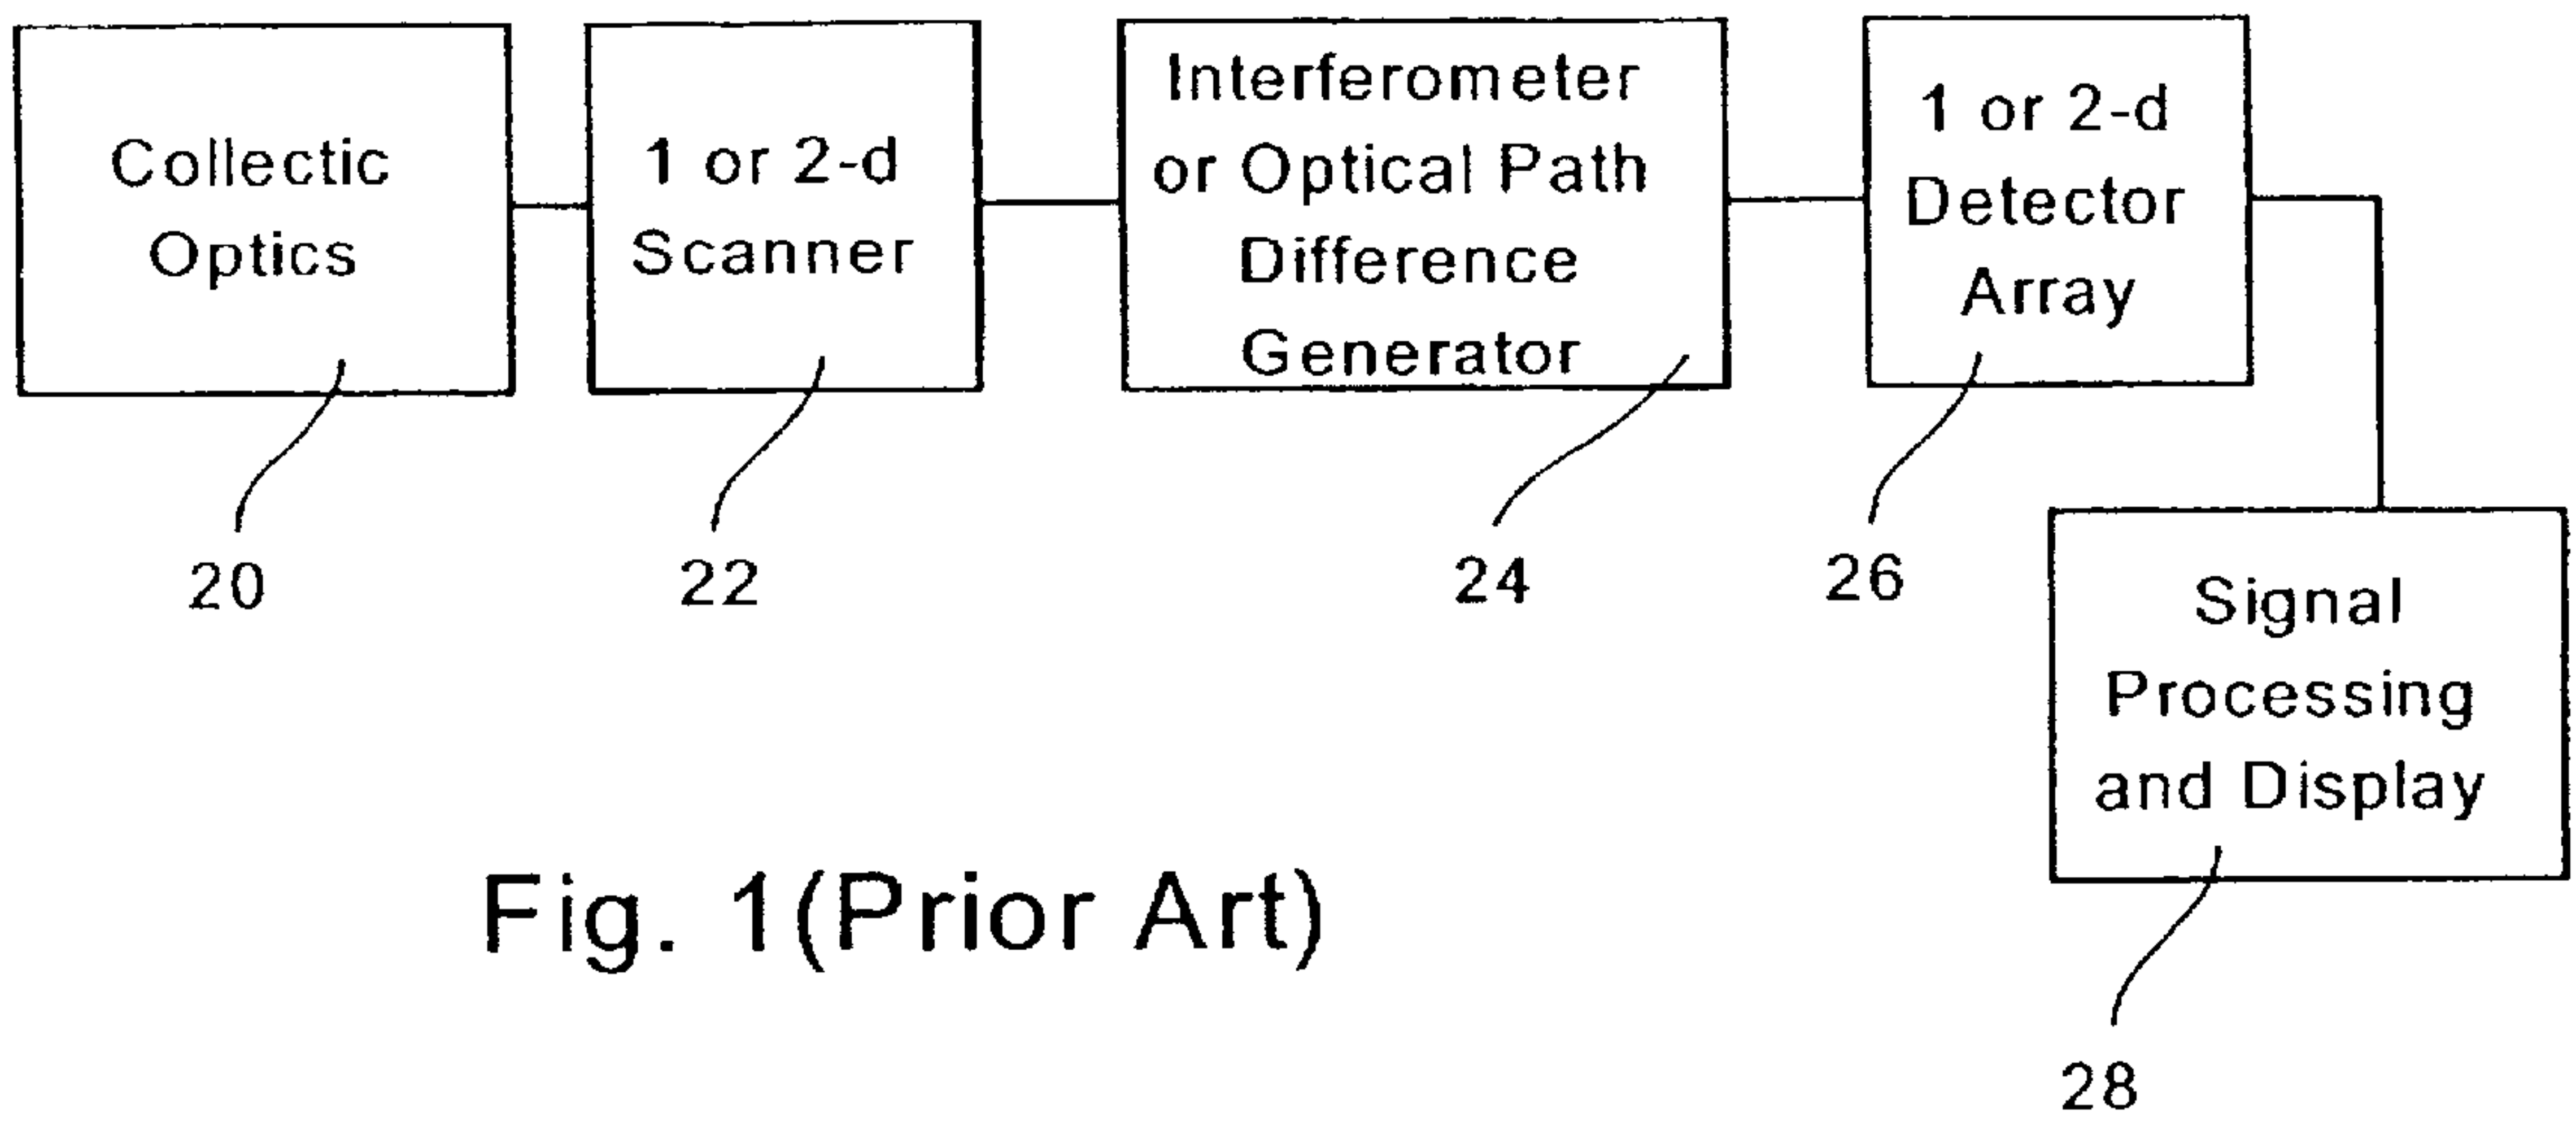 Collectic
Optics
1 or 2-d
Scanner
Interferometer
or Optical Path
Difference
Generator
1 or 2-d
Detector
Array
20
22
24
26
Signal
Processing
and Display
28
Fig. 1(Prior Art)